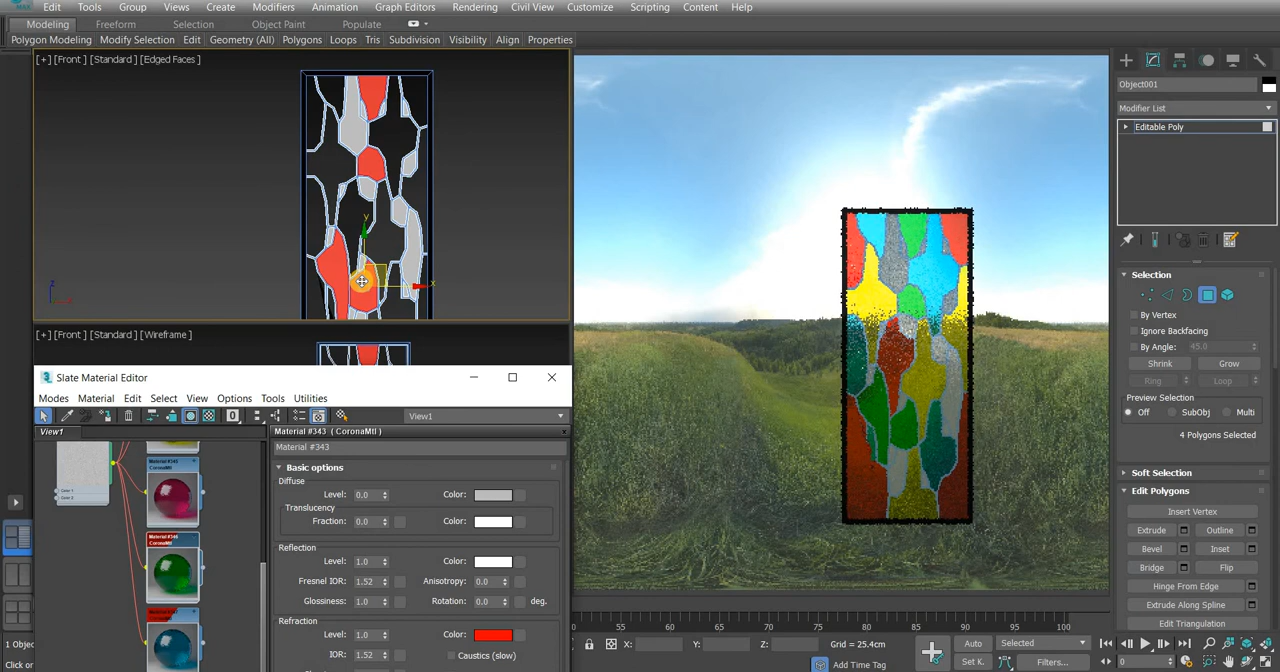 Edit Tools Group Views Create Modifiers Animation Graph Editors Rendering Civil View Customize Scripting Content Help
Modeling Freeform Selection Object Paint Populate
Polygon Modeling Modify Selection Edit Geometry (All) Polygons Loops Tris Subdivision Visibility Align Properties
[+] [Front ] [Standard ] [Edged Faces ]
y
x
z
[+] [Front ] [Standard ] [Wireframe ]
Slate Material Editor
Modes Material Edit Select View Options Tools Utilities
0 View1
View1
Material #343 ( CoronaMtl )
Material #343
Basic options
Diffuse
Level: 0.0 Color:
Translucency
Fraction: 0.0 Color:
Reflection
Level: 1.0 Color:
Fresnel IOR: 1.52 Anisotropy: 0.0
Glossiness: 1.0 Rotation: 0.0 deg.
Refraction
Level: 1.0 Color:
IOR: 1.52 Caustics (slow)
Color 1
Color 2
CoronaMtl
CoronaMtl
CoronaMtl
Object001
Modifier List
Editable Poly
Selection
By Vertex
Ignore Backfacing
By Angle: 45.0
Shrink Grow
Ring Loop
Preview Selection
Off SubObj Multi
4 Polygons Selected
Soft Selection
Edit Polygons
Insert Vertex
Extrude Outline
Bevel Inset
Bridge Flip
Hinge From Edge
Extrude Along Spline
Edit Triangulation
55 60 65 70 75 80 85 90 95 100
X: Y: Z: Grid = 25.4cm
Add Time Tag
Auto Selected
Set K. Filters...
0